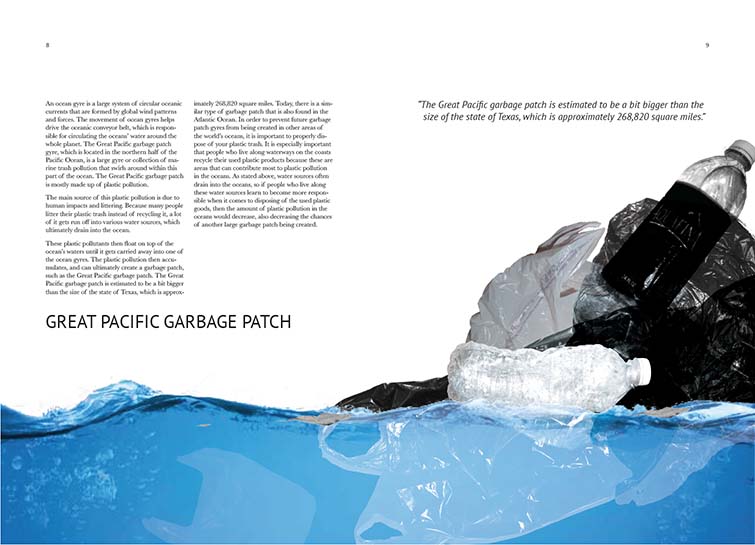 8
9
An ocean gyre is a large system of circular oceanic
currents that are formed by global wind patterns
and forces. The movement of ocean gyres helps
drive the oceanic conveyor belt, which is respon-
sible for circulating the oceans' water around the
whole planet. The Great Pacific garbage patch
gyre, which is located in the northern half of the
Pacific Ocean, is a large gyre or collection of ma-
rine trash pollution that swirls around within this
part of the ocean. The Great Pacific garbage patch
is mostly made up of plastic pollution.
The main source of this plastic pollution is due to
human impacts and littering. Because many people
litter their plastic trash instead of recycling it, a lot
of it gets run off into various water sources, which
ultimately drain into the ocean.
These plastic pollutants then float on top of the
ocean's waters until it gets carried away into one of
the ocean gyres. The plastic pollution then accu-
mulates, and can ultimately create a garbage patch,
such as the Great Pacific garbage patch. The Great
Pacific garbage patch is estimated to be a bit bigger
than the size of the state of Texas, which is approx-
imately 268,820 square miles. Today, there is a sim-
ilar type of garbage patch that is also found in the
Atlantic Ocean. In order to prevent future garbage
patch gyres from being created in other areas of
the world's ocean, it is important to properly dis-
pose of your plastic trash. It is especially important
that people who live along waterways on the coasts
recycle their used plastic products because these are
areas that can contribute most to plastic pollution
in the oceans. As stated above, water sources often
drain into the oceans, so if people who live along
these water sources learn to become more respon-
sible when it comes to disposing of the used plastic
goods, then the amount of plastic pollution in the
oceans would decrease, also decreasing the chances
of another large garbage patch being created.
"The Great Pacific garbage patch is estimated to be a bit bigger than the
size of the state of Texas, which is approximately 268,820 square miles."
GREAT PACIFIC GARBAGE PATCH